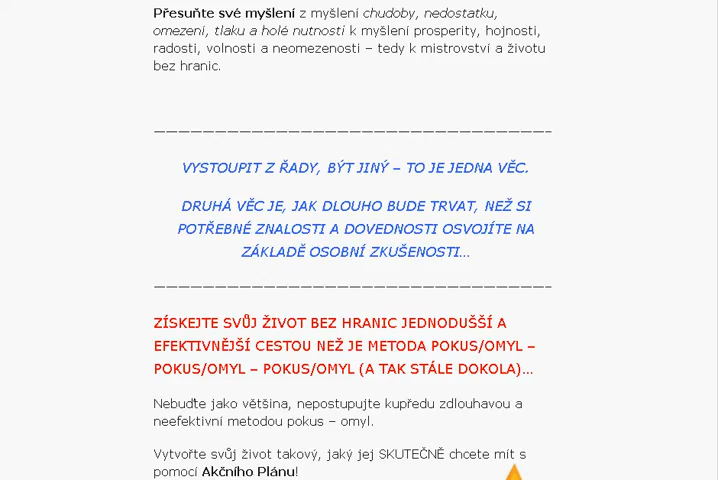 Přesuňte své myšlení z myšlení chudoby, nedostatku,
omezení, tlaku a holé nutnosti k myšlení prosperity, hojnosti,
radosti, volnosti a neomezenosti – tedy k mistrovství a životu
bez hranic.
————————————————————————————————–
VYSTOUPIT Z ŘADY, BÝT JINÝ – TO JE JEDNA VĚC.
DRUHÁ VĚC JE, JAK DLOUHO BUDE TRVAT, NEŽ SI
POTŘEBNÉ ZNALOSTI A DOVEDNOSTI OSVOJÍTE NA
ZÁKLADĚ OSOBNÍ ZKUŠENOSTI…
————————————————————————————————–
ZÍSKEJTE SVŮJ ŽIVOT BEZ HRANIC JEDNODUŠŠÍ A
EFEKTIVNĚJŠÍ CESTOU NEŽ JE METODA POKUS/OMYL –
POKUS/OMYL – POKUS/OMYL (A TAK STÁLE DOKOLA)…
Nebuďte jako většina, nepostupujte kupředu zdlouhavou a
neefektivní metodou pokus – omyl.
Vytvořte svůj život takový, jaký jej SKUTEČNĚ chcete mít s
pomocí Akčního Plánu!